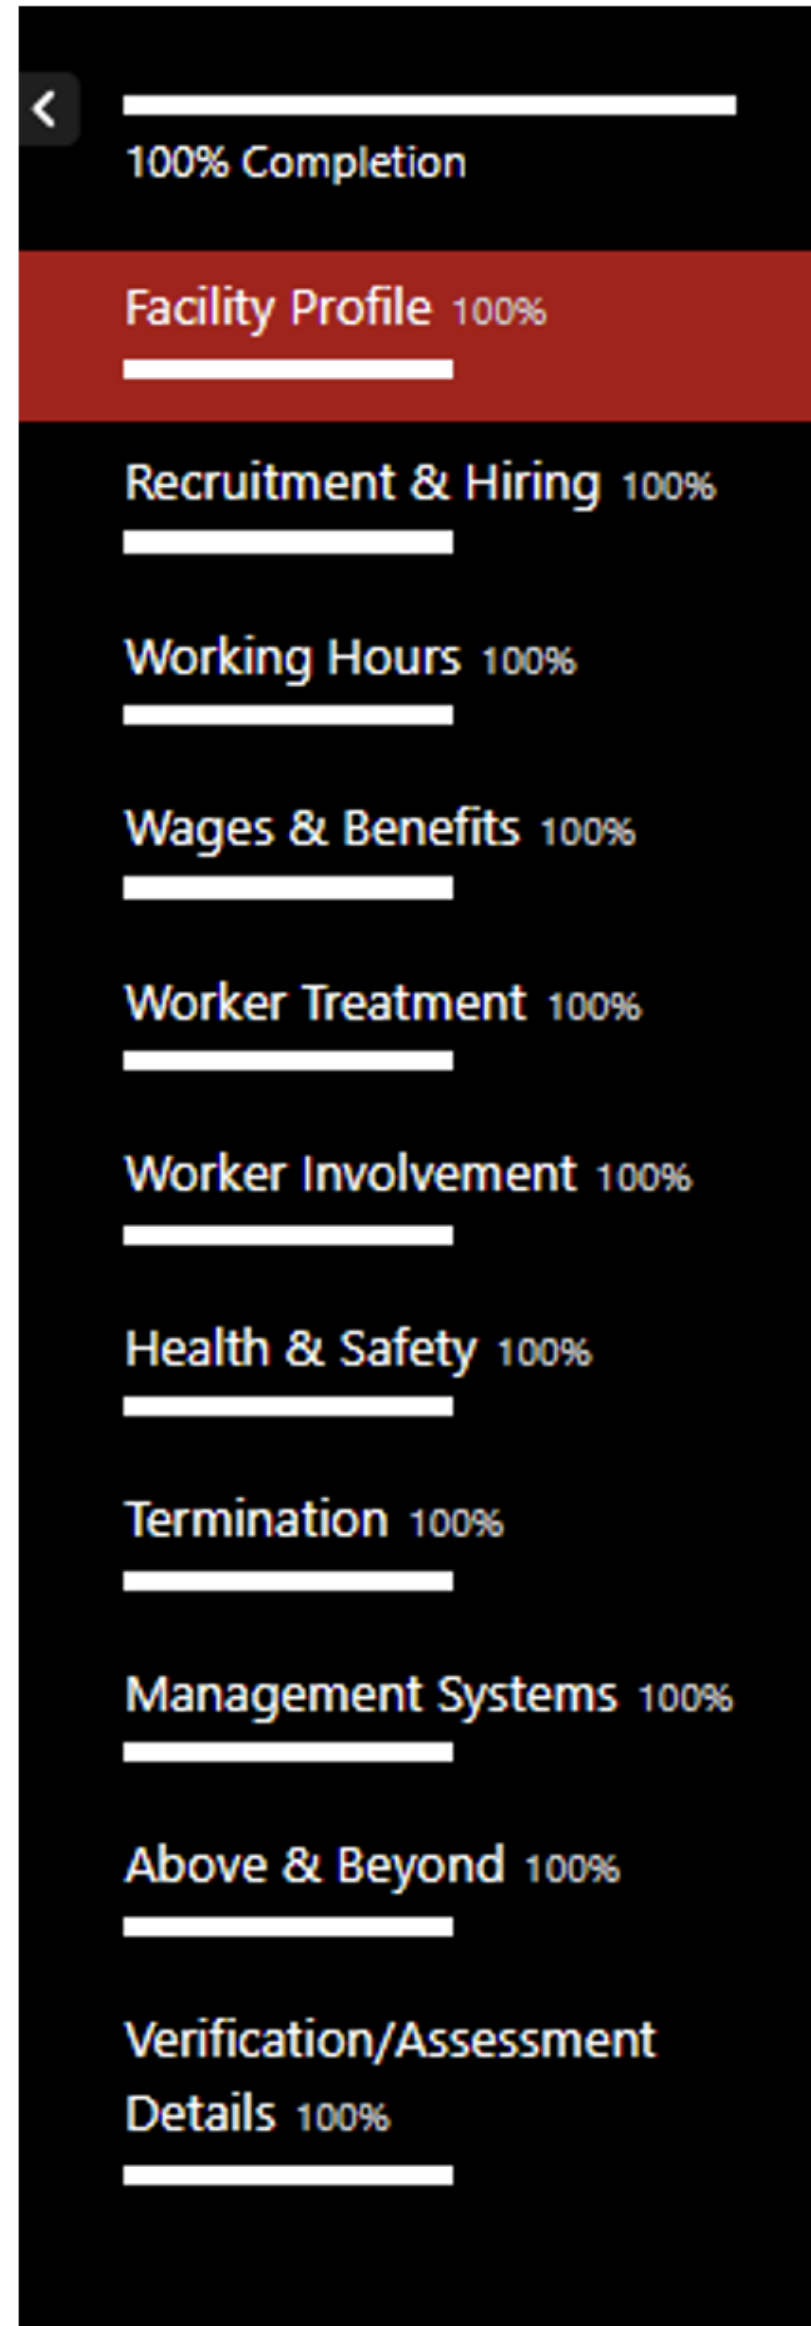 100% Completion
Facility Profile 100%
Recruitment & Hiring 100%
Working Hours 100%
Wages & Benefits 100%
Worker Treatment 100%
Worker Involvement 100%
Health & Safety 100%
Termination 100%
Management Systems 100%
Above & Beyond 100%
Verification/Assessment
Details 100%